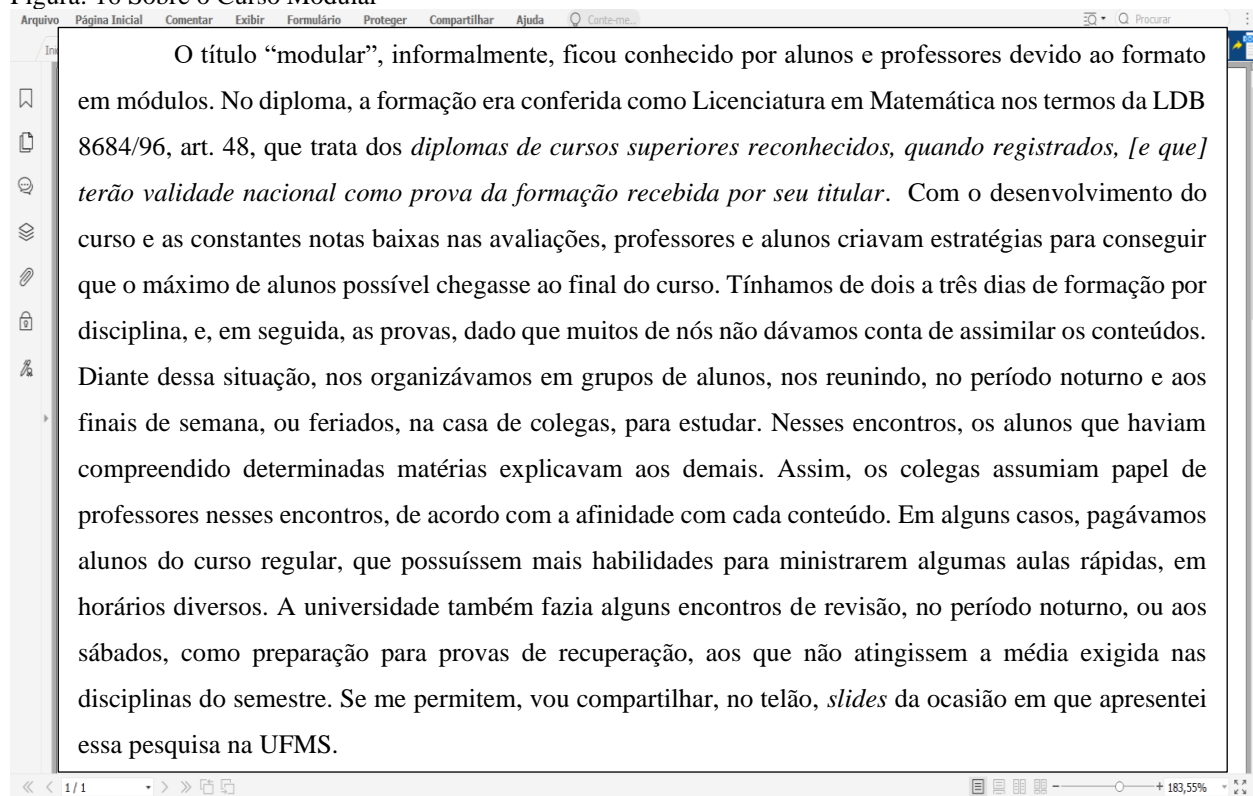 Figura: 16 Sobre o Curso Modular
Arquivo Página Inicial Comentar Exibir Formulário Proteger Compartilhar Ajuda Conte-me... Procurar
O título “modular”, informalmente, ficou conhecido por alunos e professores devido ao formato
em módulos. No diploma, a formação era conferida como Licenciatura em Matemática nos termos da LDB
8684/96, art. 48, que trata dos diplomas de cursos superiores reconhecidos, quando registrados, [e que]
terão validade nacional como prova da formação recebida por seu titular. Com o desenvolvimento do
curso e as constantes notas baixas nas avaliações, professores e alunos criavam estratégias para conseguir
que o máximo de alunos possível chegasse ao final do curso. Tínhamos de dois a três dias de formação por
disciplina, e, em seguida, as provas, dado que muitos de nós não dávamos conta de assimilar os conteúdos.
Diante dessa situação, nos organizávamos em grupos de alunos, nos reunindo, no período noturno e aos
finais de semana, ou feriados, na casa de colegas, para estudar. Nesses encontros, os alunos que haviam
compreendido determinadas matérias explicavam aos demais. Assim, os colegas assumiam papel de
professores nesses encontros, de acordo com a afinidade com cada conteúdo. Em alguns casos, pagávamos
alunos do curso regular, que possuíssem mais habilidades para ministrarem algumas aulas rápidas, em
horários diversos. A universidade também fazia alguns encontros de revisão, no período noturno, ou aos
sábados, como preparação para provas de recuperação, aos que não atingissem a média exigida nas
disciplinas do semestre. Se me permitem, vou compartilhar, no telão, slides da ocasião em que apresentei
essa pesquisa na UFMS.
1 / 1 183,55%